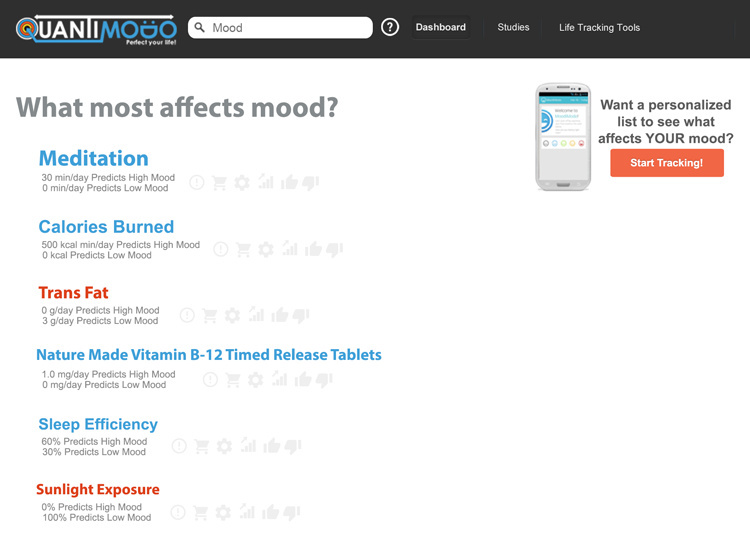 QUANTIMODO
Perfect your life!
Mood
?
Dashboard
Studies
Life Tracking Tools
What most affects mood?
Want a personalized
list to see what
affects YOUR mood?
Start Tracking!
Meditation
30 min/day Predicts High Mood
0 min/day Predicts Low Mood
Calories Burned
500 kcal min/day Predicts High Mood
0 kcal Predicts Low Mood
Trans Fat
0 g/day Predicts High Mood
3 g/day Predicts Low Mood
Nature Made Vitamin B-12 Timed Release Tablets
1.0 mg/day Predicts High Mood
0 mg/day Predicts Low Mood
Sleep Efficiency
60% Predicts High Mood
30% Predicts Low Mood
Sunlight Exposure
0% Predicts High Mood
100% Predicts Low Mood